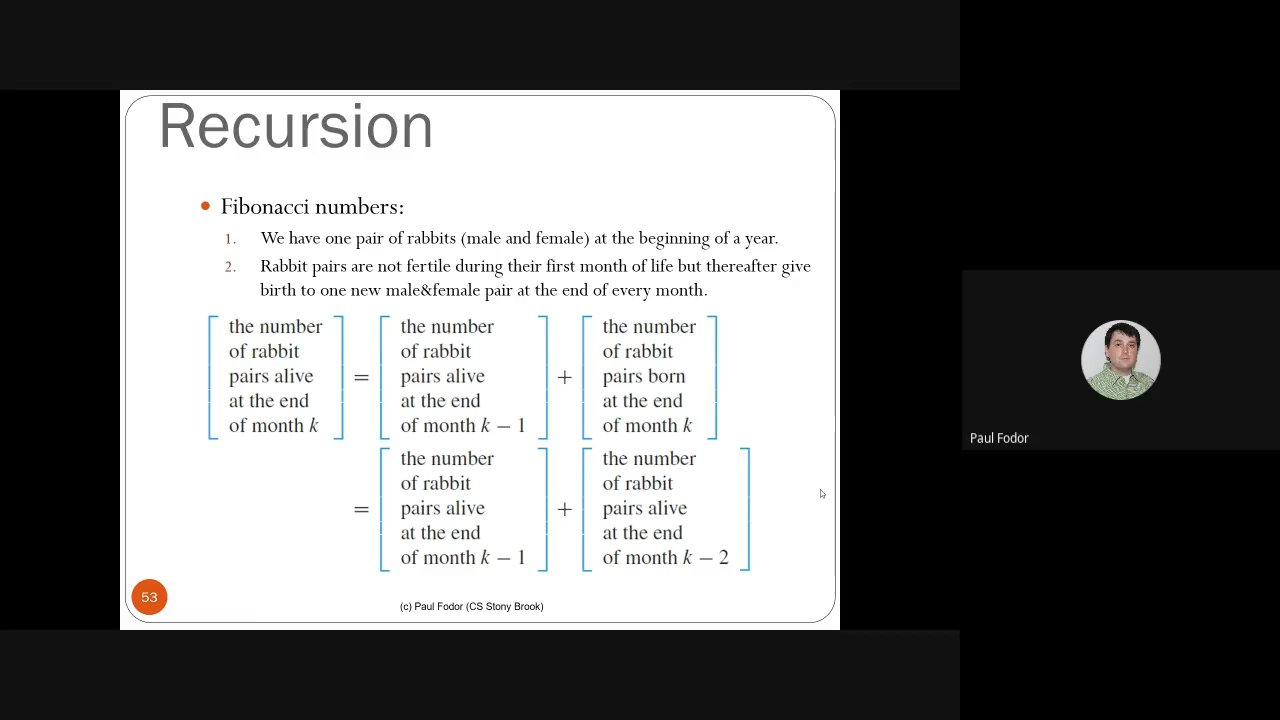 Recursion
• Fibonacci numbers:
1. We have one pair of rabbits (male and female) at the beginning of a year.
2. Rabbit pairs are not fertile during their first month of life but thereafter give
birth to one new male&female pair at the end of every month.
the number the number the number
of rabbit of rabbit of rabbit
pairs alive = pairs alive + pairs born
at the end at the end at the end
of month k of month k − 1 of month k
the number the number
of rabbit of rabbit
= pairs alive + pairs alive
at the end at the end
of month k − 1 of month k − 2
53
(c) Paul Fodor (CS Stony Brook)
Paul Fodor